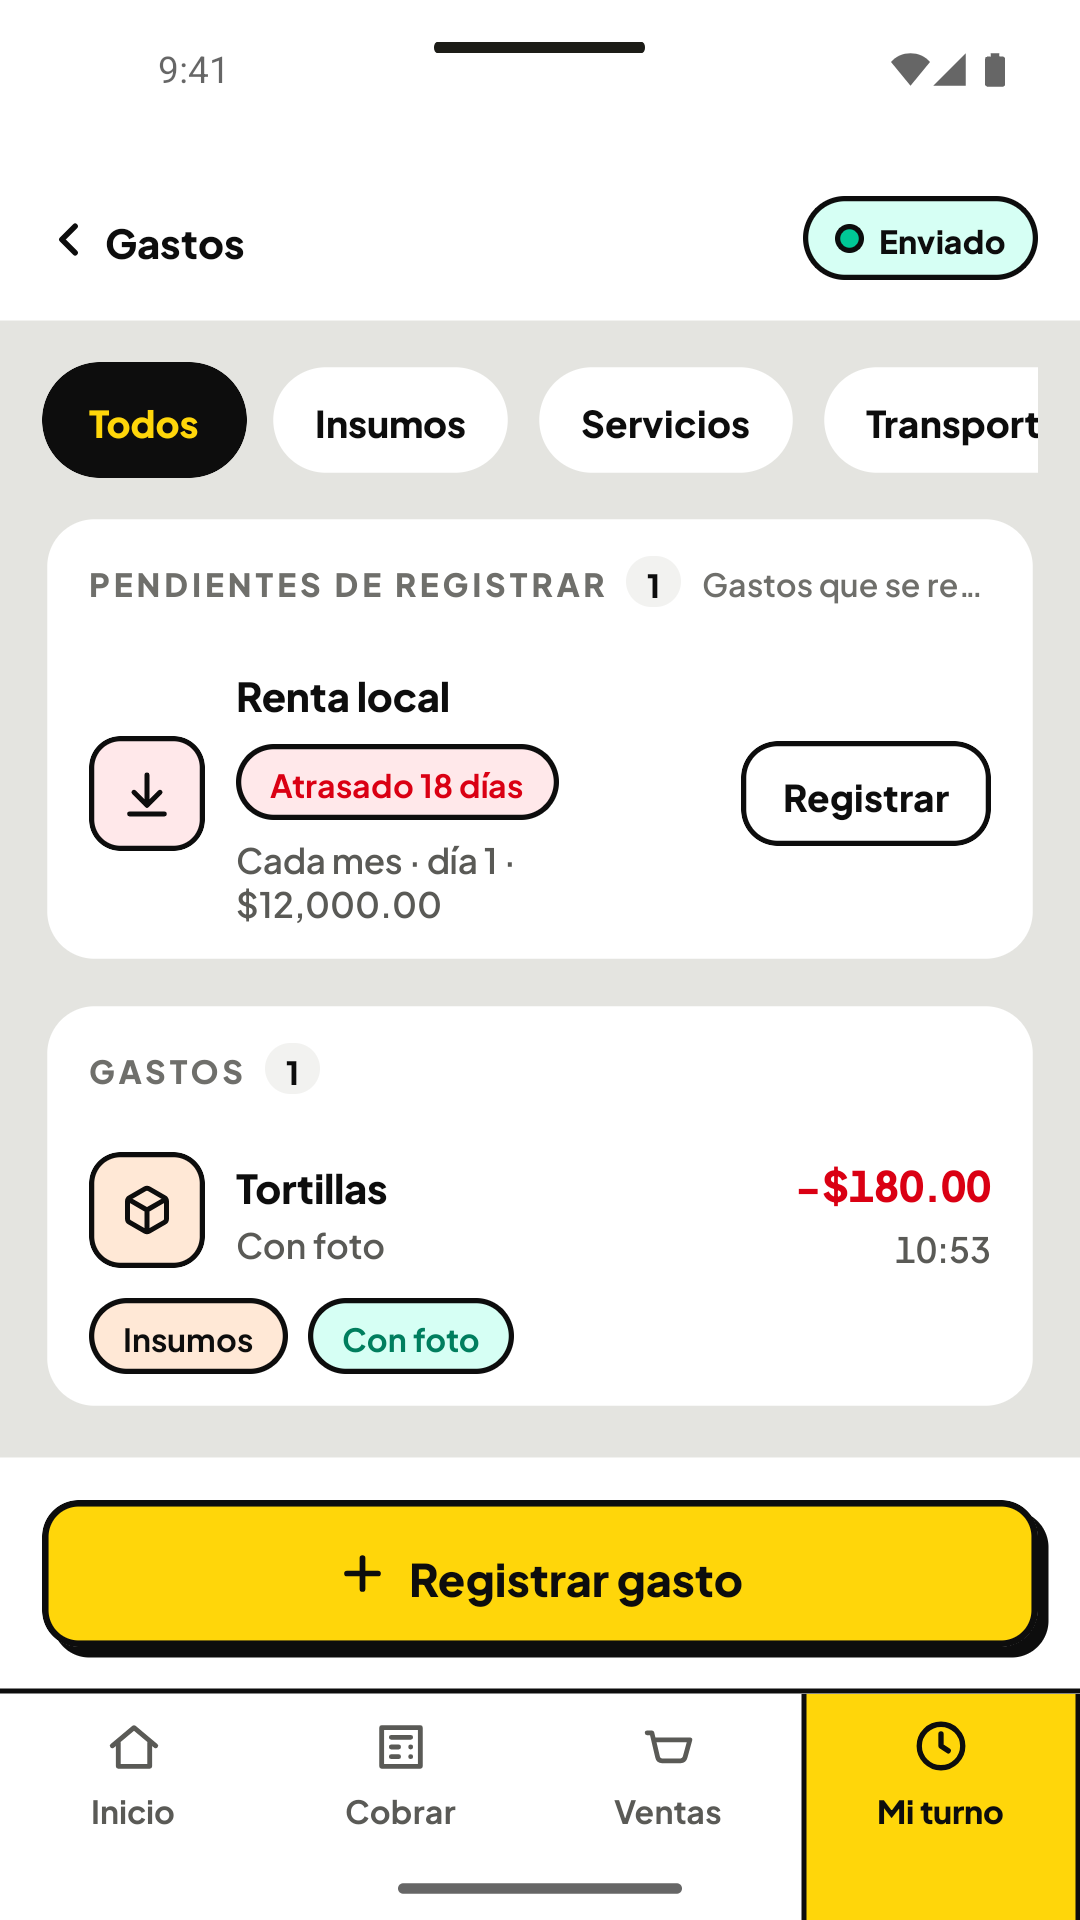 9:41
Gastos
Enviado
Todos
Insumos
Servicios
Transport
PENDIENTES DE REGISTRAR 1 Gastos que se re…
Renta local
Atrasado 18 días
Registrar
Cada mes · día 1 ·
$12,000.00
GASTOS 1
Tortillas
–$180.00
Con foto
10:53
Insumos
Con foto
+ Registrar gasto
Inicio
Cobrar
Ventas
Mi turno